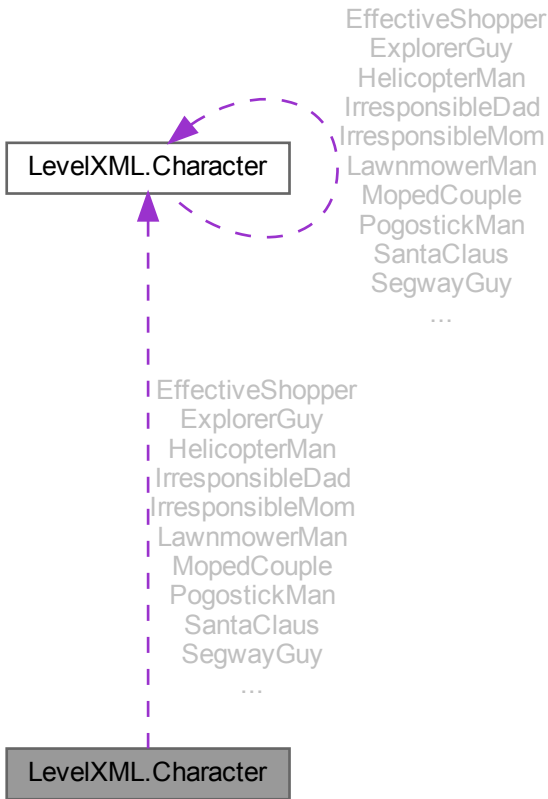 EffectiveShopper
ExplorerGuy
HelicopterMan
IrresponsibleDad
IrresponsibleMom
LawnmowerMan
MopedCouple
PogostickMan
SantaClaus
SegwayGuy
...
LevelXML.Character
EffectiveShopper
ExplorerGuy
HelicopterMan
IrresponsibleDad
IrresponsibleMom
LawnmowerMan
MopedCouple
PogostickMan
SantaClaus
SegwayGuy
...
LevelXML.Character